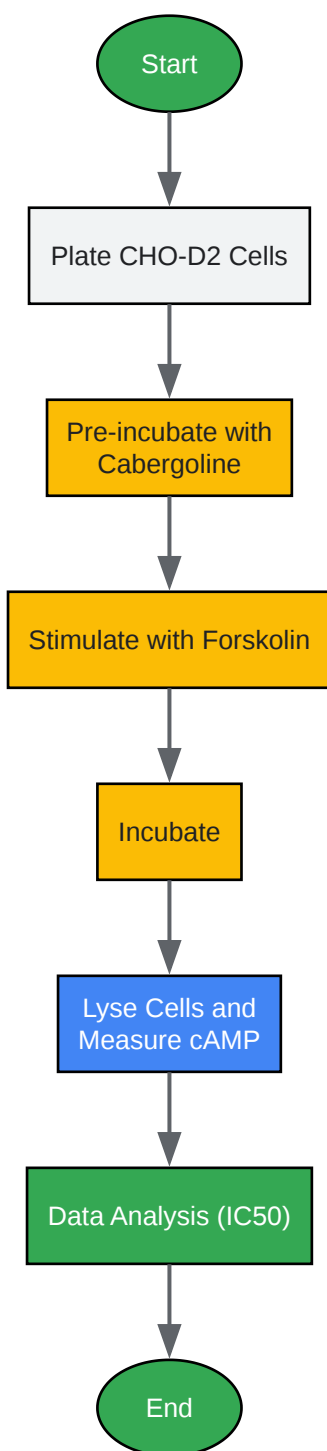 Start
Plate CHO-D2 Cells
Pre-incubate with
Cabergoline
Stimulate with Forskolin
Incubate
Lyse Cells and
Measure cAMP
Data Analysis (IC50)
End